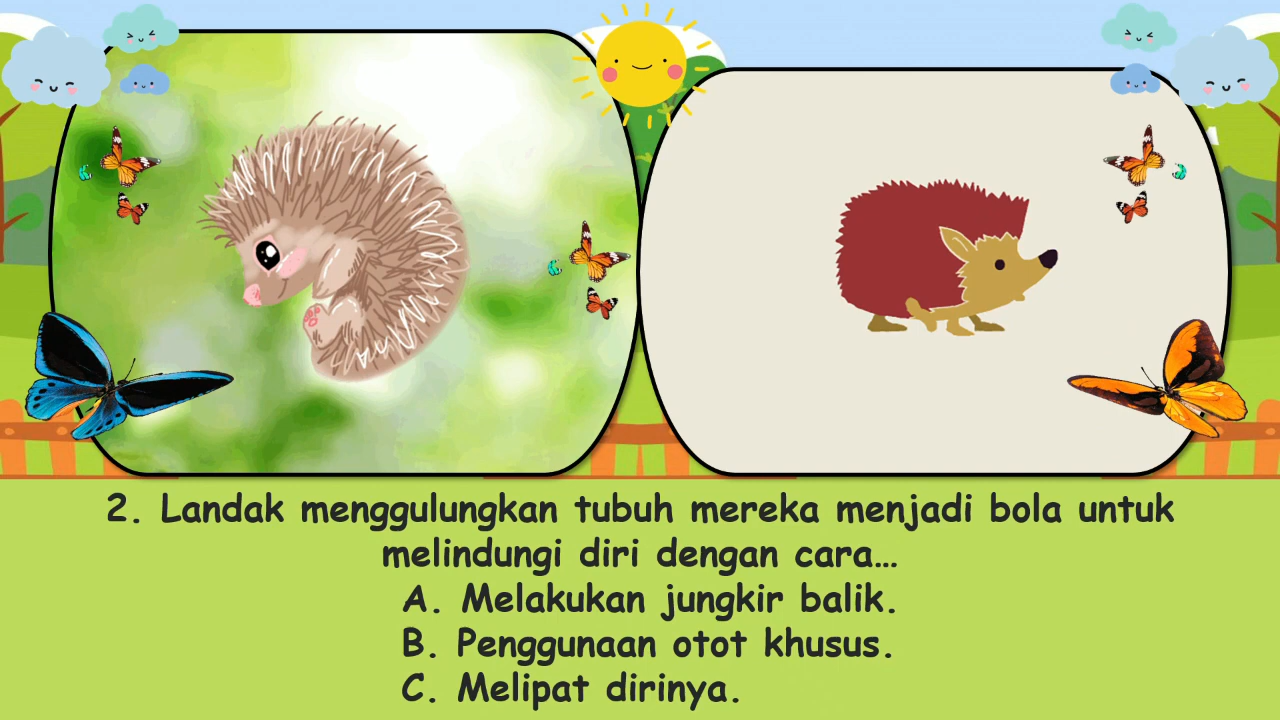 2. Landak menggulungkan tubuh mereka menjadi bola untuk
melindungi diri dengan cara...
A. Melakukan jungkir balik.
B. Penggunaan otot khusus.
C. Melipat dirinya.